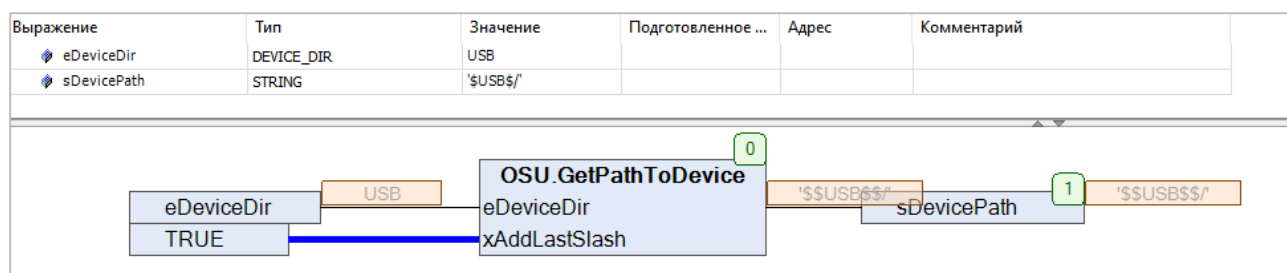 Выражение Тип Значение Подготовленное ... Адрес Комментарий
eDeviceDir DEVICE_DIR USB
sDevicePath STRING '$USB$/'
0
OSU.GetPathToDevice
eDeviceDir USB eDeviceDir '$$USB$$/' sDevicePath 1 '$$USB$$/'
TRUE xAddLastSlash